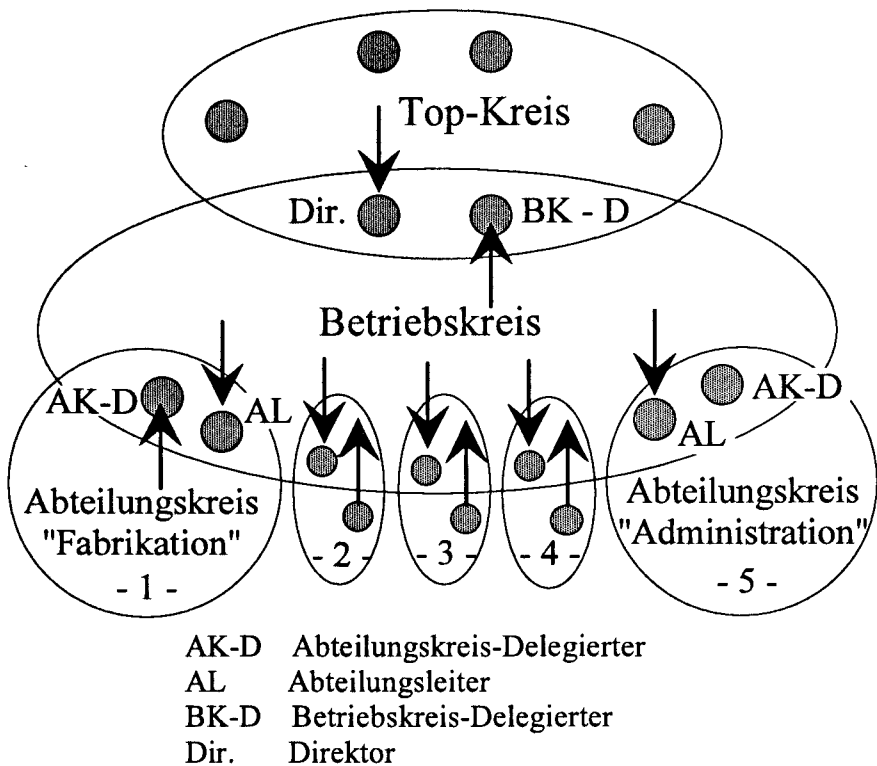 Top-Kreis
Dir.
BK - D
Betriebskreis
AK-D
AL
AK-D
AL
Abteilungskreis
"Fabrikation"
- 1 -
- 2 -
- 3 -
- 4 -
Abteilungskreis
"Administration"
- 5 -
AK-D Abteilungskreis-Delegierter
AL Abteilungsleiter
BK-D Betriebskreis-Delegierter
Dir. Direktor